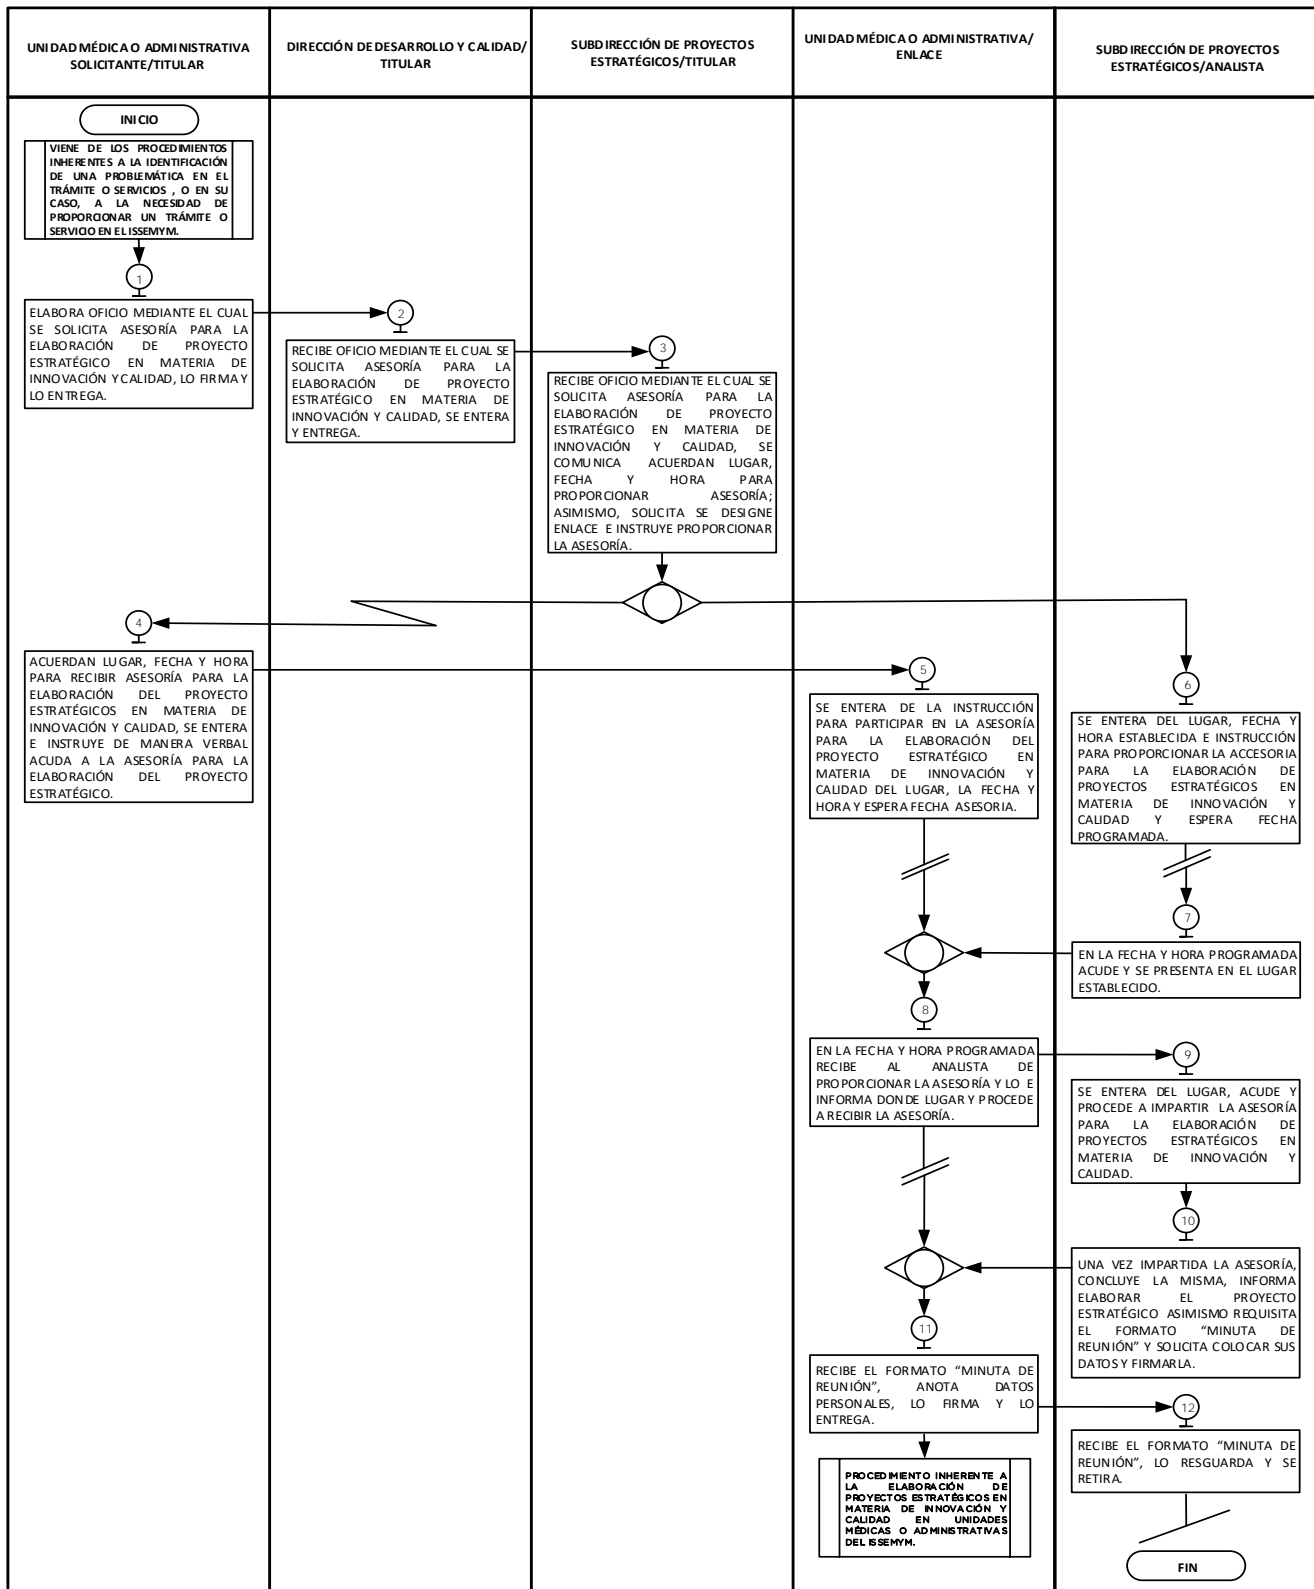 UNIDAD MÉDICA O ADMINISTRATIVA
SOLICITANTE/TITULAR
DIRECCIÓN DE DESARROLLO Y CALIDAD/
TITULAR
SUBDIRECCIÓN DE PROYECTOS
ESTRATÉGICOS/TITULAR
UNIDAD MÉDICA O ADMINISTRATIVA/
ENLACE
SUBDIRECCIÓN DE PROYECTOS
ESTRATÉGICOS/ANALISTA
INICIO
VIENE DE LOS PROCEDIMIENTOS
INHERENTES A LA IDENTIFICACIÓN
DE UNA PROBLEMÁTICA EN EL
TRÁMITE O SERVICIOS , O EN SU
CASO, A LA NECESIDAD DE
PROPORCIONAR UN TRÁMITE O
SERVICIO EN EL ISSEMYM.
1
ELABORA OFICIO MEDIANTE EL CUAL
SE SOLICITA ASESORÍA PARA LA
ELABORACIÓN DE PROYECTO
ESTRATÉGICO EN MATERIA DE
INNOVACIÓN Y CALIDAD, LO FIRMA Y
LO ENTREGA.
2
RECIBE OFICIO MEDIANTE EL CUAL SE
SOLICITA ASESORÍA PARA LA
ELABORACIÓN DE PROYECTO
ESTRATÉGICO EN MATERIA DE
INNOVACIÓN Y CALIDAD, SE ENTERA
Y ENTREGA.
3
RECIBE OFICIO MEDIANTE EL CUAL SE
SOLICITA ASESORÍA PARA LA
ELABORACIÓN DE PROYECTO
ESTRATÉGICO EN MATERIA DE
INNOVACIÓN Y CALIDAD, SE
COMUNICA ACUERDAN LUGAR,
FECHA Y HORA PARA
PROPORCIONAR ASESORÍA;
ASIMISMO, SOLICITA SE DESIGNE
ENLACE E INSTRUYE PROPORCIONAR
LA ASESORÍA.
4
ACUERDAN LUGAR, FECHA Y HORA
PARA RECIBIR ASESORÍA PARA LA
ELABORACIÓN DEL PROYECTO
ESTRATÉGICOS EN MATERIA DE
INNOVACIÓN Y CALIDAD, SE ENTERA
E INSTRUYE DE MANERA VERBAL
ACUDA A LA ASESORÍA PARA LA
ELABORACIÓN DEL PROYECTO
ESTRATÉGICO.
5
SE ENTERA DE LA INSTRUCCIÓN
PARA PARTICIPAR EN LA ASESORÍA
PARA LA ELABORACIÓN DEL
PROYECTO ESTRATÉGICO EN
MATERIA DE INNOVACIÓN Y
CALIDAD DEL LUGAR, LA FECHA Y
HORA Y ESPERA FECHA ASESORIA.
6
SE ENTERA DEL LUGAR, FECHA Y
HORA ESTABLECIDA E INSTRUCCIÓN
PARA PROPORCIONAR LA ACCESORIA
PARA LA ELABORACIÓN DE
PROYECTOS ESTRATÉGICOS EN
MATERIA DE INNOVACIÓN Y
CALIDAD Y ESPERA FECHA
PROGRAMADA.
7
EN LA FECHA Y HORA PROGRAMADA
ACUDE Y SE PRESENTA EN EL LUGAR
ESTABLECIDO.
8
EN LA FECHA Y HORA PROGRAMADA
RECIBE AL ANALISTA DE
PROPORCIONAR LA ASESORÍA Y LO E
INFORMA DONDE LUGAR Y PROCEDE
A RECIBIR LA ASESORÍA.
9
SE ENTERA DEL LUGAR, ACUDE Y
PROCEDE A IMPARTIR LA ASESORÍA
PARA LA ELABORACIÓN DE
PROYECTOS ESTRATÉGICOS EN
MATERIA DE INNOVACIÓN Y
CALIDAD.
10
UNA VEZ IMPARTIDA LA ASESORÍA,
CONCLUYE LA MISMA, INFORMA
ELABORAR EL PROYECTO
ESTRATÉGICO ASIMISMO REQUISITA
EL FORMATO “MINUTA DE
REUNIÓN” Y SOLICITA COLOCAR SUS
DATOS Y FIRMARLA.
11
RECIBE EL FORMATO “MINUTA DE
REUNIÓN”, ANOTA DATOS
PERSONALES, LO FIRMA Y LO
ENTREGA.
12
RECIBE EL FORMATO “MINUTA DE
REUNIÓN”, LO RESGUARDA Y SE
RETIRA.
PROCEDIMIENTO INHERENTE A
LA ELABORACIÓN DE
PROYECTOS ESTRATÉGICOS EN
MATERIA DE INNOVACIÓN Y
CALIDAD EN UNIDADES
MÉDICAS O ADMINISTRATIVAS
DEL ISSEMYM.
FIN